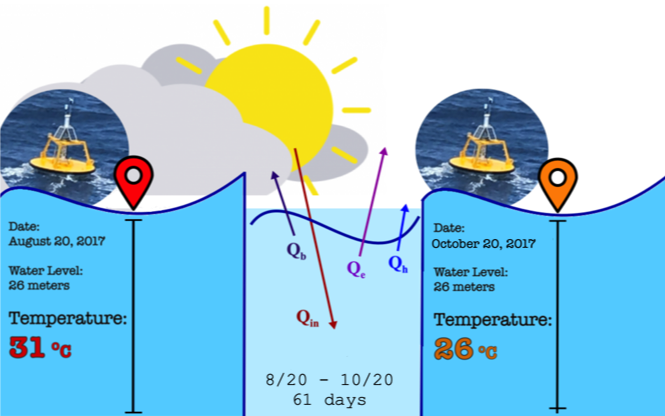 Date:
August 20, 2017
Water Level:
26 meters
Temperature:
31 °C
Qb
Qe
Qh
Qin
8/20 - 10/20
61 days
Date:
October 20, 2017
Water Level:
26 meters
Temperature:
26 °C